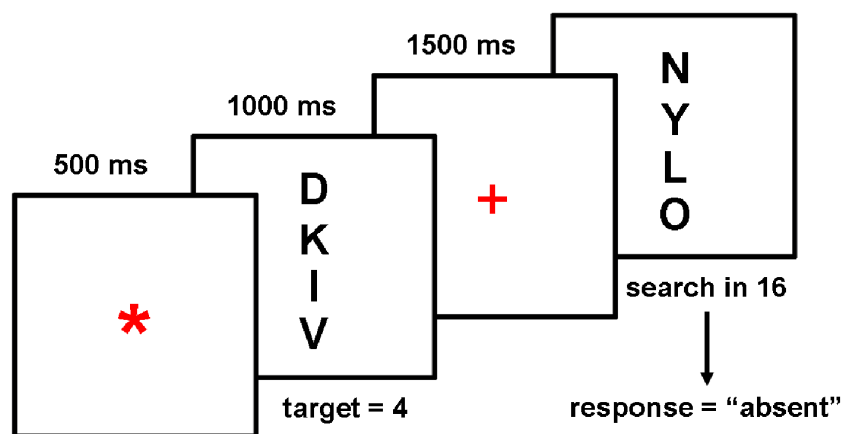 500 ms
*
1000 ms
D
K
I
V
target = 4
1500 ms
+
N
Y
L
O
search in 16
response = “absent”